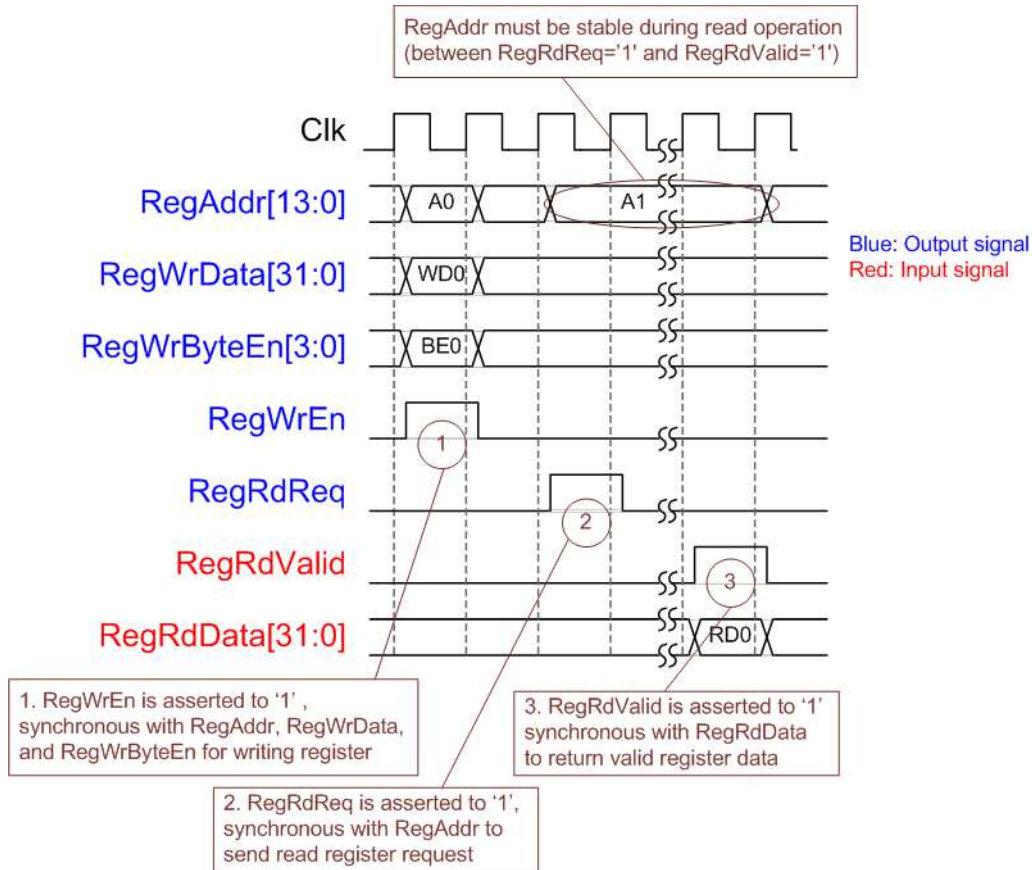 RegAddr must be stable during read operation
(between RegRdReq='1' and RegRdValid='1')
Clk
RegAddr[13:0]
A0
A1
Blue: Output signal
Red: Input signal
RegWrData[31:0]
WD0
RegWrByteEn[3:0]
BE0
RegWrEn
1
RegRdReq
2
RegRdValid
3
RegRdData[31:0]
RD0
1. RegWrEn is asserted to ‘1’ ,
synchronous with RegAddr, RegWrData,
and RegWrByteEn for writing register
3. RegRdValid is asserted to ‘1’
synchronous with RegRdData
to return valid register data
2. RegRdReq is asserted to ‘1’,
synchronous with RegAddr to
send read register request